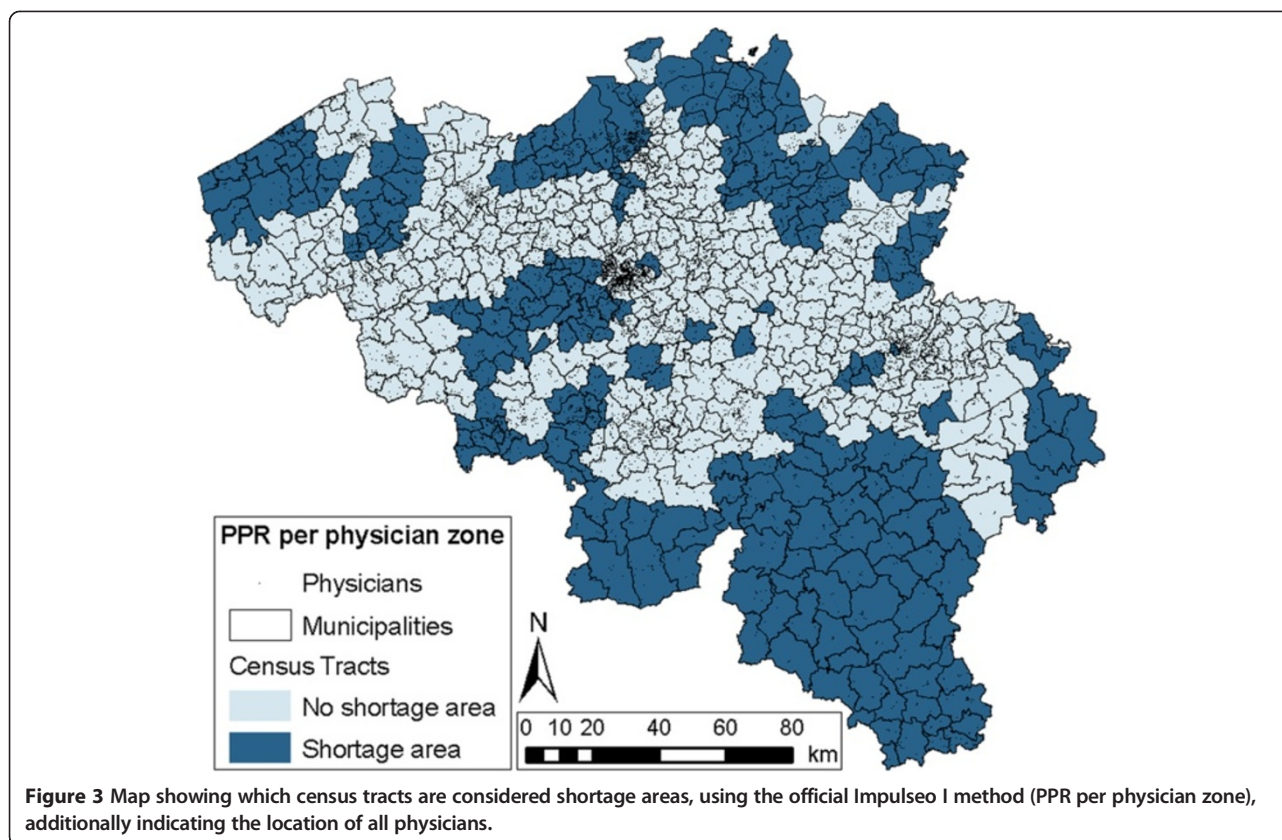 PPR per physician zone
Physicians
Municipalities
Census Tracts
No shortage area
Shortage area
N
0 10 20 40 60 80
km
Figure 3 Map showing which census tracts are considered shortage areas, using the official Impulseo I method (PPR per physician zone),
additionally indicating the location of all physicians.